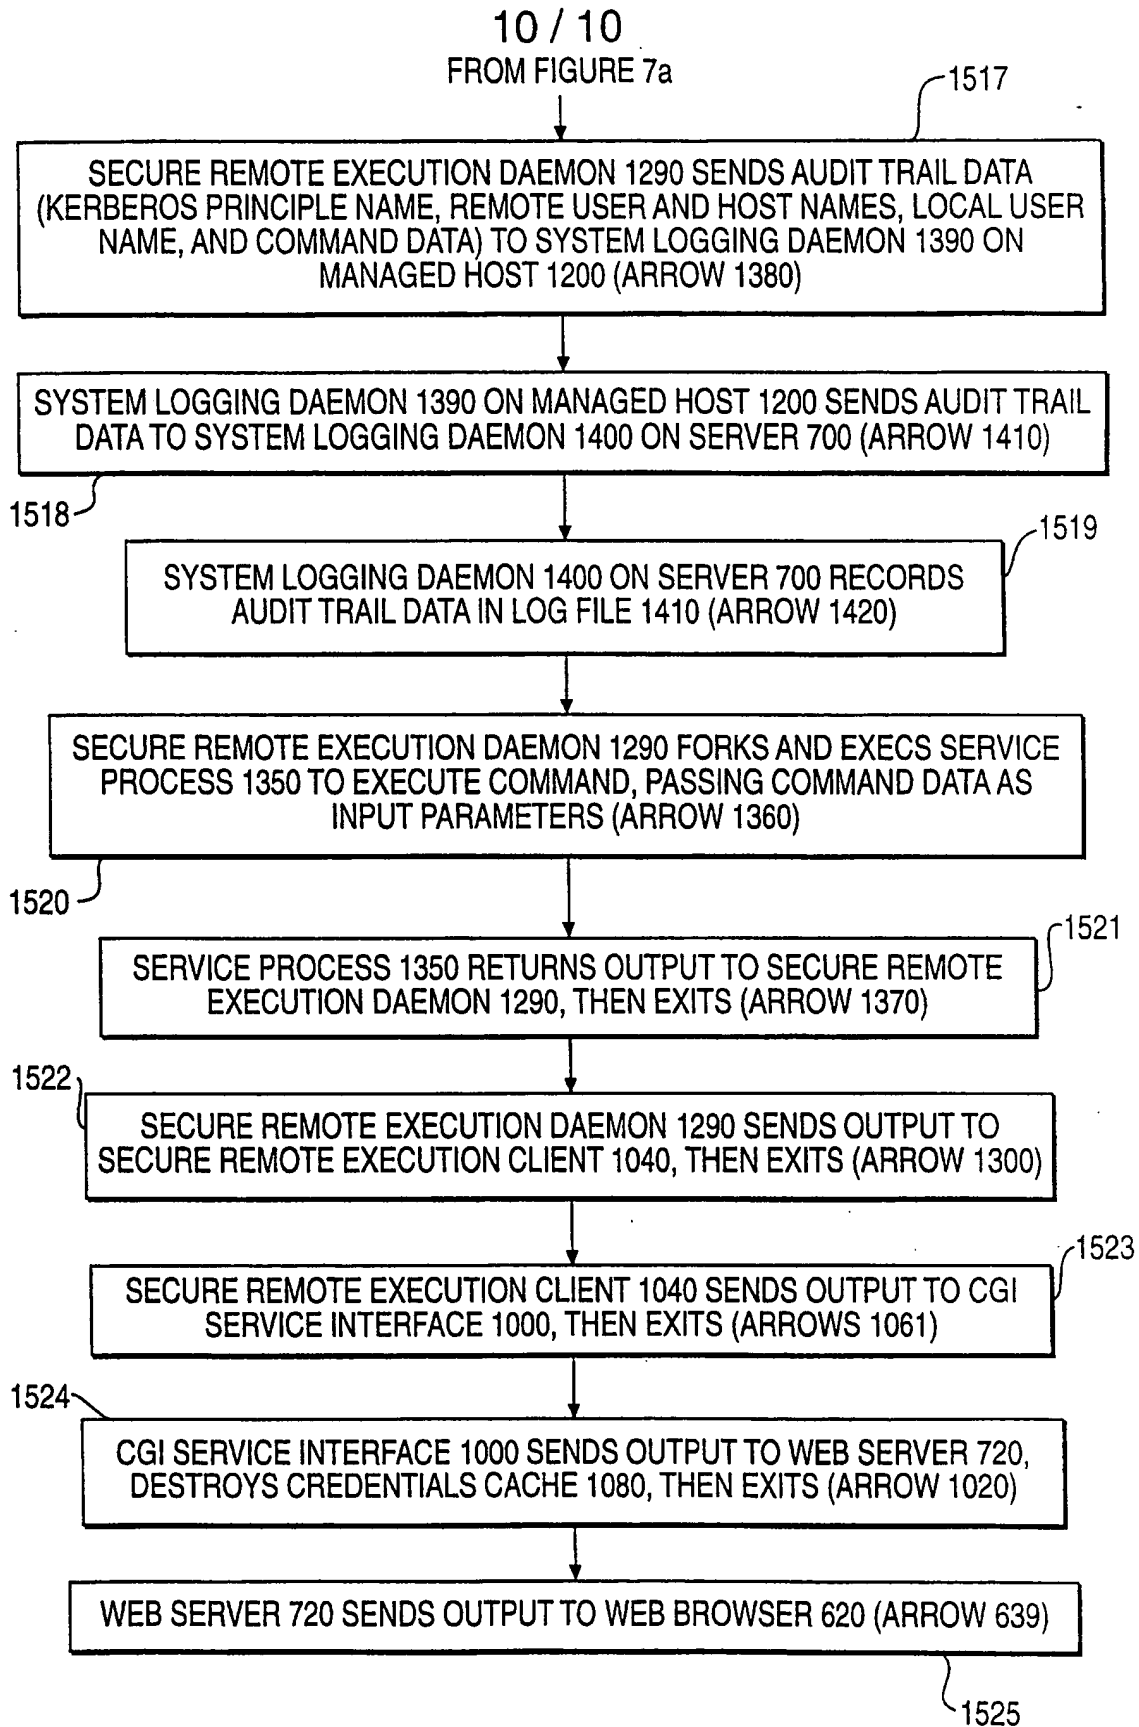 10 / 10
FROM FIGURE 7a
1517
SECURE REMOTE EXECUTION DAEMON 1290 SENDS AUDIT TRAIL DATA
(KERBEROS PRINCIPLE NAME, REMOTE USER AND HOST NAMES, LOCAL USER
NAME, AND COMMAND DATA) TO SYSTEM LOGGING DAEMON 1390 ON
MANAGED HOST 1200 (ARROW 1380)
SYSTEM LOGGING DAEMON 1390 ON MANAGED HOST 1200 SENDS AUDIT TRAIL
DATA TO SYSTEM LOGGING DAEMON 1400 ON SERVER 700 (ARROW 1410)
1518
1519
SYSTEM LOGGING DAEMON 1400 ON SERVER 700 RECORDS
AUDIT TRAIL DATA IN LOG FILE 1410 (ARROW 1420)
SECURE REMOTE EXECUTION DAEMON 1290 FORKS AND EXECS SERVICE
PROCESS 1350 TO EXECUTE COMMAND, PASSING COMMAND DATA AS
INPUT PARAMETERS (ARROW 1360)
1520
1521
SERVICE PROCESS 1350 RETURNS OUTPUT TO SECURE REMOTE
EXECUTION DAEMON 1290, THEN EXITS (ARROW 1370)
1522
SECURE REMOTE EXECUTION DAEMON 1290 SENDS OUTPUT TO
SECURE REMOTE EXECUTION CLIENT 1040, THEN EXITS (ARROW 1300)
1523
SECURE REMOTE EXECUTION CLIENT 1040 SENDS OUTPUT TO CGI
SERVICE INTERFACE 1000, THEN EXITS (ARROWS 1061)
1524
CGI SERVICE INTERFACE 1000 SENDS OUTPUT TO WEB SERVER 720,
DESTROYS CREDENTIALS CACHE 1080, THEN EXITS (ARROW 1020)
WEB SERVER 720 SENDS OUTPUT TO WEB BROWSER 620 (ARROW 639)
1525